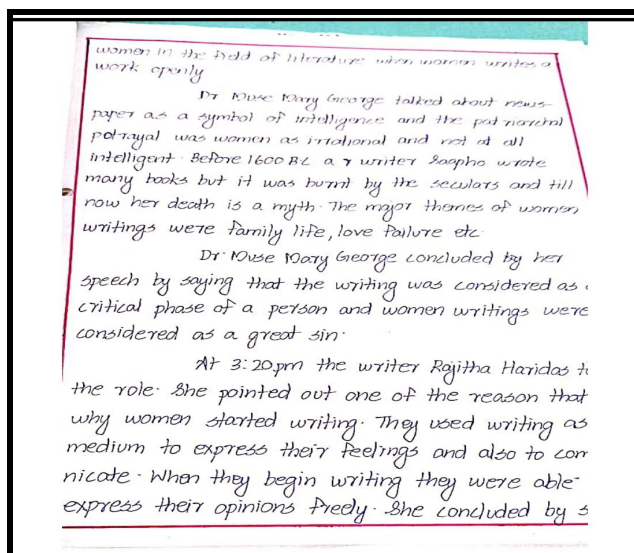 women in the field of literature when women writes a
work openly
Dr Muse Mary George talked about news-
paper as a symbol of intelligence and the patriarchal
potrayal was women as irrational and not at all
intelligent. Before 1600 BC a writer Saapho wrote
many books but it was burnt by the seculars and till
now her death is a myth. The major themes of women
writings were family life, love failure etc.
Dr. Muse Mary George concluded by her
speech by saying that the writing was considered as
critical phase of a person and women writings were
considered as a great sin.
At 3:20pm the writer Rajitha Haridas
the role. She pointed out one of the reason that
why women started writing. They used writing as
medium to express their feelings and also to com
nicate. When they begin writing they were able
express their opinions freely. She concluded by s